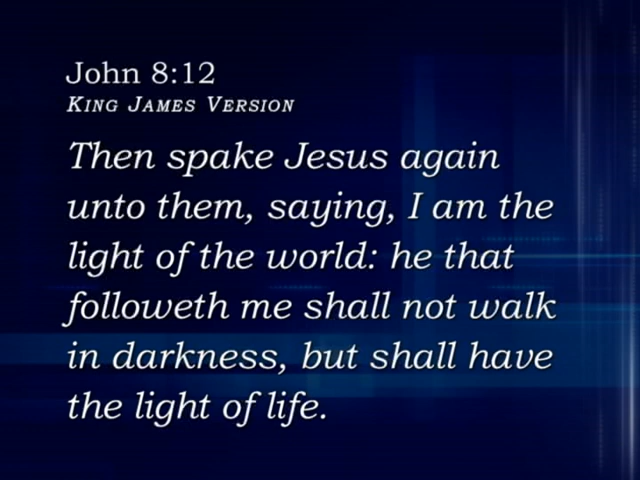 John 8:12
KING JAMES VERSION
Then spake Jesus again
unto them, saying, I am the
light of the world: he that
followeth me shall not walk
in darkness, but shall have
the light of life.